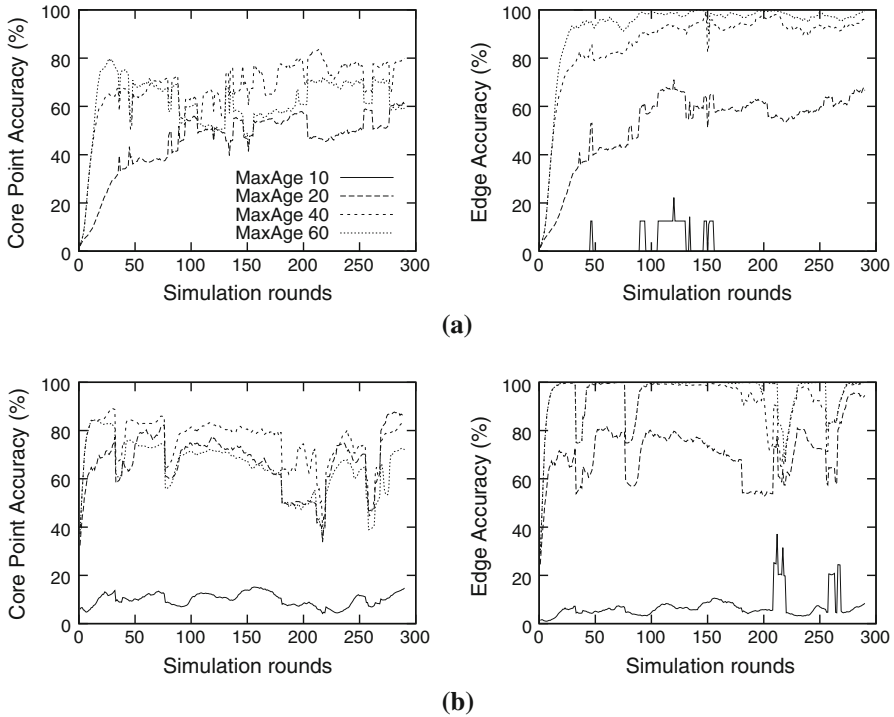 Core Point Accuracy (%)
100
80
60
40
20
0
MaxAge 10
MaxAge 20
MaxAge 40
MaxAge 60
0 50 100 150 200 250 300
Simulation rounds
Edge Accuracy (%)
100
80
60
40
20
0
0 50 100 150 200 250 300
Simulation rounds
(a)
Core Point Accuracy (%)
100
80
60
40
20
0
0 50 100 150 200 250 300
Simulation rounds
Edge Accuracy (%)
100
80
60
40
20
0
0 50 100 150 200 250 300
Simulation rounds
(b)